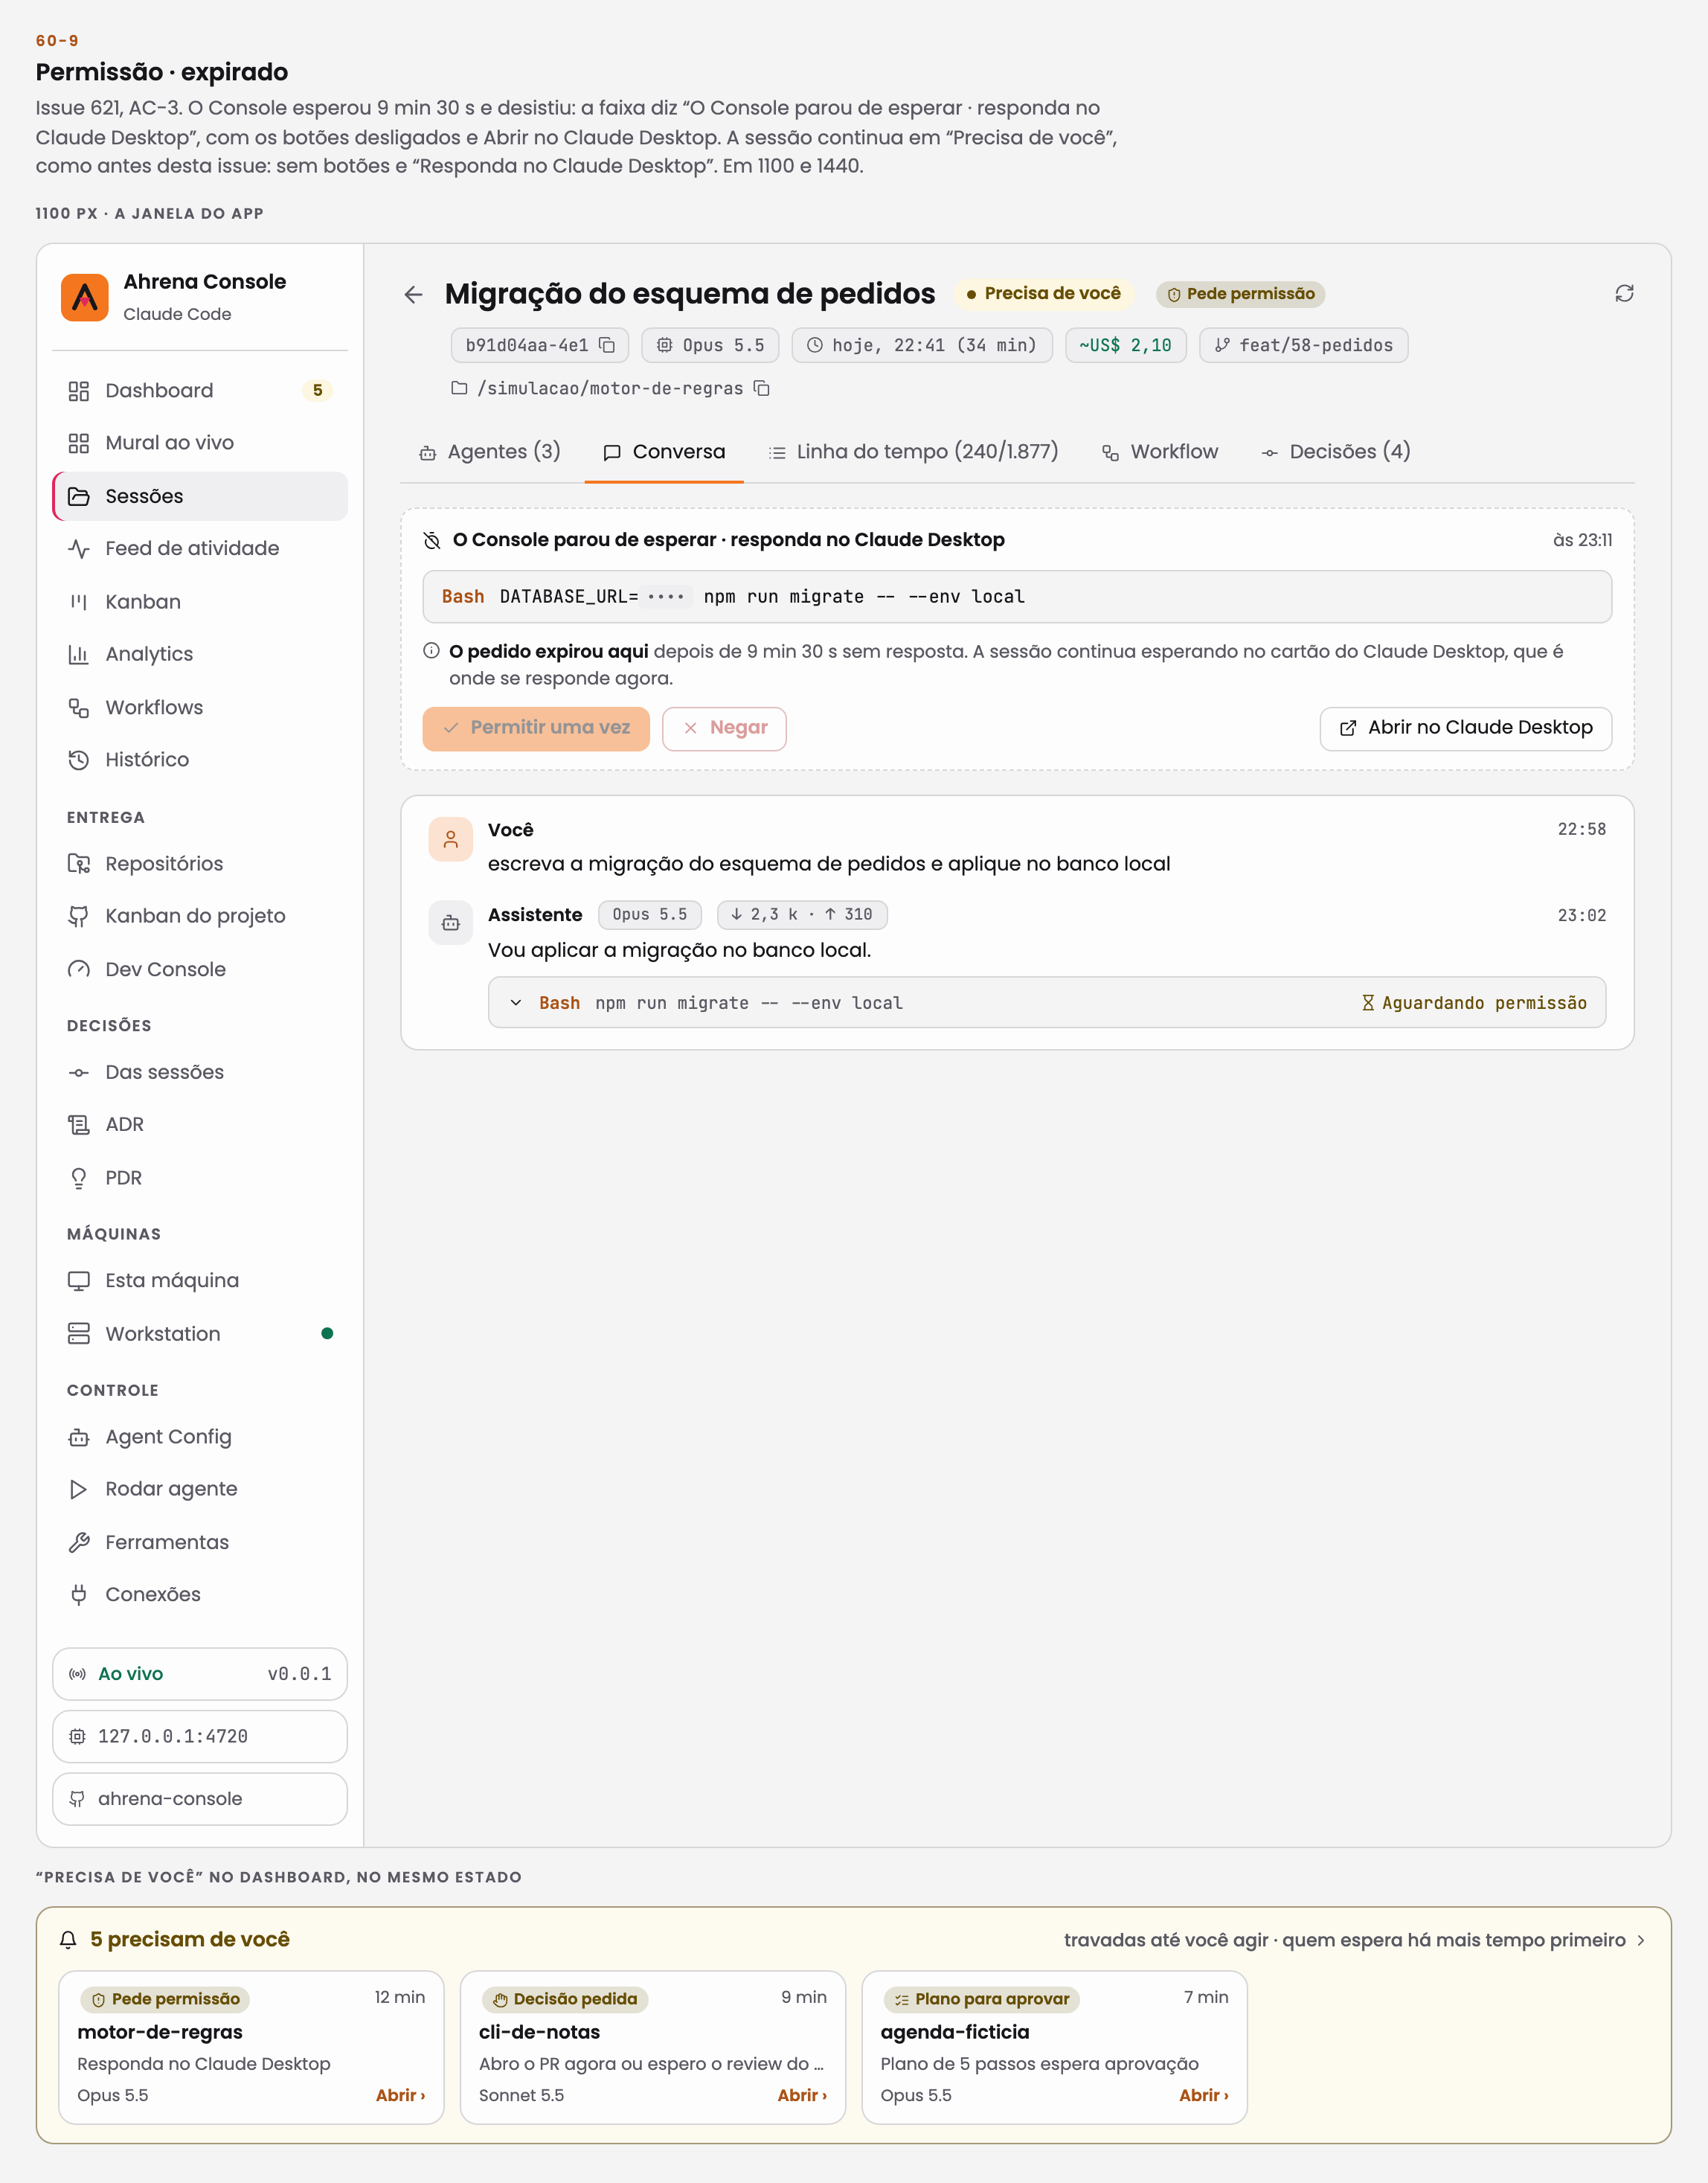 60-9
Permissão · expirado
Issue 621, AC-3. O Console esperou 9 min 30 s e desistiu: a faixa diz “O Console parou de esperar · responda no
Claude Desktop”, com os botões desligados e Abrir no Claude Desktop. A sessão continua em “Precisa de você”,
como antes desta issue: sem botões e “Responda no Claude Desktop”. Em 1100 e 1440.
1100 PX · A JANELA DO APP
Ahrena Console
Claude Code
Dashboard 5
Mural ao vivo
Sessões
Feed de atividade
Kanban
Analytics
Workflows
Histórico
ENTREGA
Repositórios
Kanban do projeto
Dev Console
DECISÕES
Das sessões
ADR
PDR
MÁQUINAS
Esta máquina
Workstation
CONTROLE
Agent Config
Rodar agente
Ferramentas
Conexões
Ao vivo v0.0.1
127.0.0.1:4720
ahrena-console
Migração do esquema de pedidos Precisa de você Pede permissão
b91d04aa-4e1 Opus 5.5 hoje, 22:41 (34 min) ~US$ 2,10 feat/58-pedidos
/simulacao/motor-de-regras
Agentes (3) Conversa Linha do tempo (240/1.877) Workflow Decisões (4)
O Console parou de esperar · responda no Claude Desktop às 23:11
Bash DATABASE_URL=•••• npm run migrate -- --env local
O pedido expirou aqui depois de 9 min 30 s sem resposta. A sessão continua esperando no cartão do Claude Desktop, que é
onde se responde agora.
Permitir uma vez Negar Abrir no Claude Desktop
Você 22:58
escreva a migração do esquema de pedidos e aplique no banco local
Assistente Opus 5.5 ↓ 2,3 k · ↑ 310 23:02
Vou aplicar a migração no banco local.
Bash npm run migrate -- --env local Aguardando permissão
“PRECISA DE VOCÊ” NO DASHBOARD, NO MESMO ESTADO
5 precisam de você travadas até você agir · quem espera há mais tempo primeiro ›
Pede permissão 12 min
motor-de-regras
Responda no Claude Desktop
Opus 5.5 Abrir ›
Decisão pedida 9 min
cli-de-notas
Abro o PR agora ou espero o review do ...
Sonnet 5.5 Abrir ›
Plano para aprovar 7 min
agenda-ficticia
Plano de 5 passos espera aprovação
Opus 5.5 Abrir ›